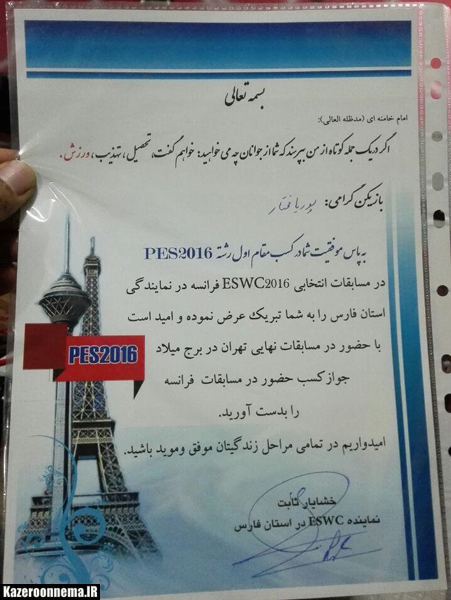 بسمه تعالی
امام خامنه ای (مدظله العالی):
اگر در یک جمله کوتاه از من بپرسند که شما از جوانان چه می خواهید؛ خواهم گفت، تحصیل، تهذیب، ورزش.
بازیکن گرامی: پوریا
به پاس موفقیت شما در کسب مقام اول رشته PES2016
در مسابقات انتخابی ESWC2016 فرانسه در نمایندگی
استان فارس را به شما تبریک عرض نموده و امید است
با حضور در مسابقات نهایی تهران در برج میلاد
جواز کسب حضور در مسابقات فرانسه
را بدست آورید.
امیدواریم در تمامی مراحل زندگیتان موفق وموید باشید.
PES2016
خشایار ثابت
نماینده ESWC در استان فارس
Kazeroonnema.IR